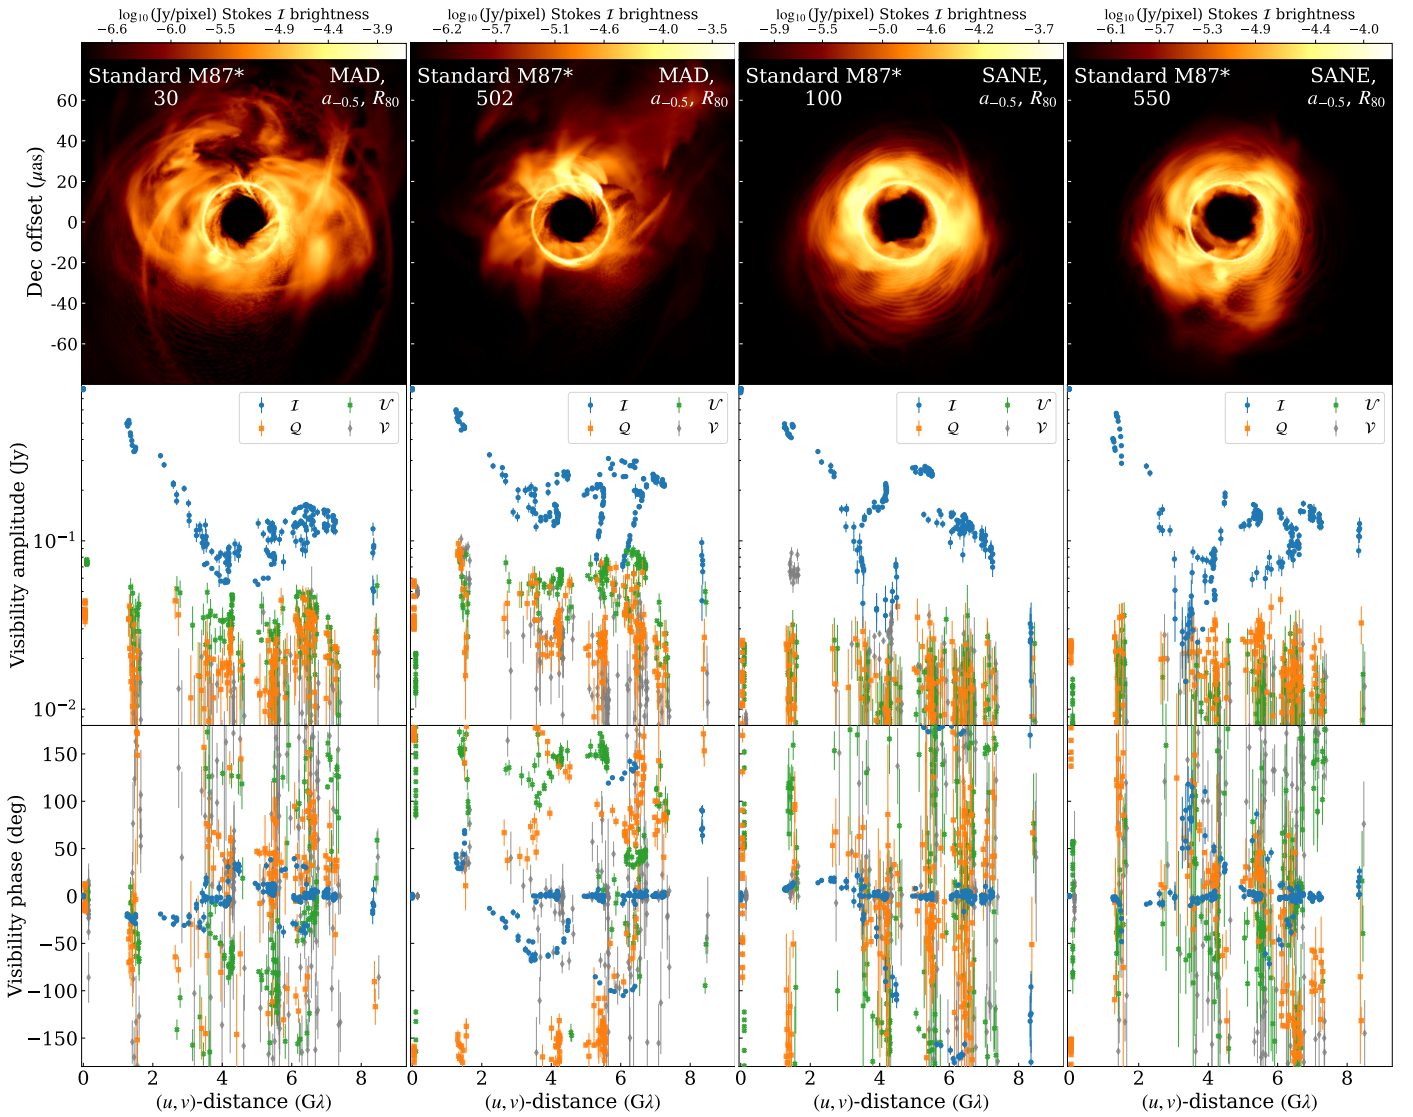 log₁₀(Jy/pixel) Stokes ℐ brightness
−6.6 −6.0 −5.5 −4.9 −4.4 −3.9
log₁₀(Jy/pixel) Stokes ℐ brightness
−6.2 −5.7 −5.1 −4.6 −4.0 −3.5
log₁₀(Jy/pixel) Stokes ℐ brightness
−5.9 −5.5 −5.0 −4.6 −4.1 −3.7
log₁₀(Jy/pixel) Stokes ℐ brightness
−6.1 −5.7 −5.3 −4.9 −4.4 −4.0
Standard M87* MAD,
30 a₋₀.₅, R₈₀
Standard M87* MAD,
502 a₋₀.₅, R₈₀
Standard M87* SANE,
100 a₋₀.₅, R₈₀
Standard M87* SANE,
550 a₋₀.₅, R₈₀
Dec offset (μas)
60
40
20
0
-20
-40
-60
ℐ 𝒰
𝒬 𝒱
ℐ 𝒰
𝒬 𝒱
ℐ 𝒰
𝒬 𝒱
ℐ 𝒰
𝒬 𝒱
Visibility amplitude (Jy)
10⁻¹
10⁻²
Visibility phase (deg)
150
100
50
0
−50
−100
−150
0 2 4 6 8
0 2 4 6 8
0 2 4 6 8
0 2 4 6 8
(u, v)-distance (Gλ)
(u, v)-distance (Gλ)
(u, v)-distance (Gλ)
(u, v)-distance (Gλ)